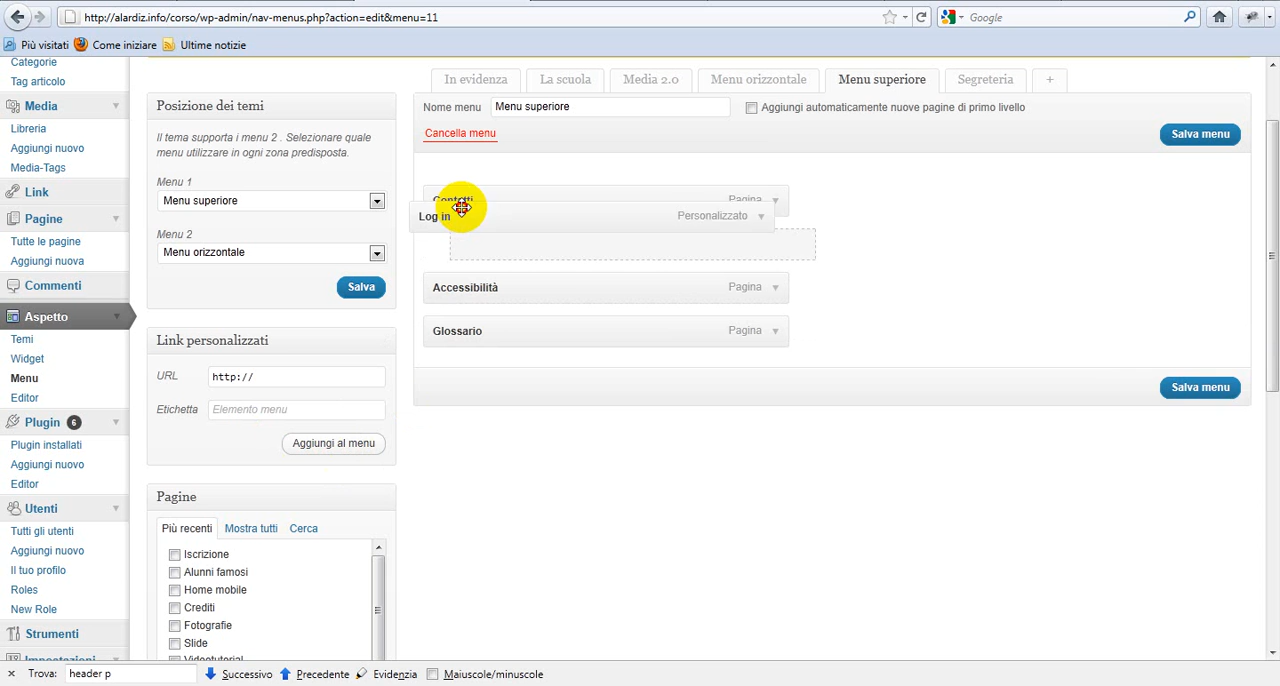 http://alardiz.info/corso/wp-admin/nav-menus.php?action=edit&menu=11
Google
Più visitati
Come iniziare
Ultime notizie
Categorie
Tag articolo
Media
Libreria
Aggiungi nuovo
Media-Tags
Link
Pagine
Tutte le pagine
Aggiungi nuova
Commenti
Aspetto
Temi
Widget
Menu
Editor
Plugin 6
Plugin installati
Aggiungi nuovo
Editor
Utenti
Tutti gli utenti
Aggiungi nuovo
Il tuo profilo
Roles
New Role
Strumenti
Impostazioni
Posizione dei temi
Il tema supporta i menu 2 . Selezionare quale
menu utilizzare in ogni zona predisposta.
Menu 1
Menu superiore
Menu 2
Menu orizzontale
Salva
Link personalizzati
URL
http://
Etichetta
Elemento menu
Aggiungi al menu
Pagine
Più recenti
Mostra tutti
Cerca
Iscrizione
Alunni famosi
Home mobile
Crediti
Fotografie
Slide
Videotutorial
In evidenza
La scuola
Media 2.0
Menu orizzontale
Menu superiore
Segreteria
+
Nome menu
Menu superiore
Aggiungi automaticamente nuove pagine di primo livello
Cancella menu
Salva menu
Contatti
Pagina
Log in
Personalizzato
Accessibilità
Pagina
Glossario
Pagina
Salva menu
Trova:
header p
Successivo
Precedente
Evidenzia
Maiuscole/minuscole